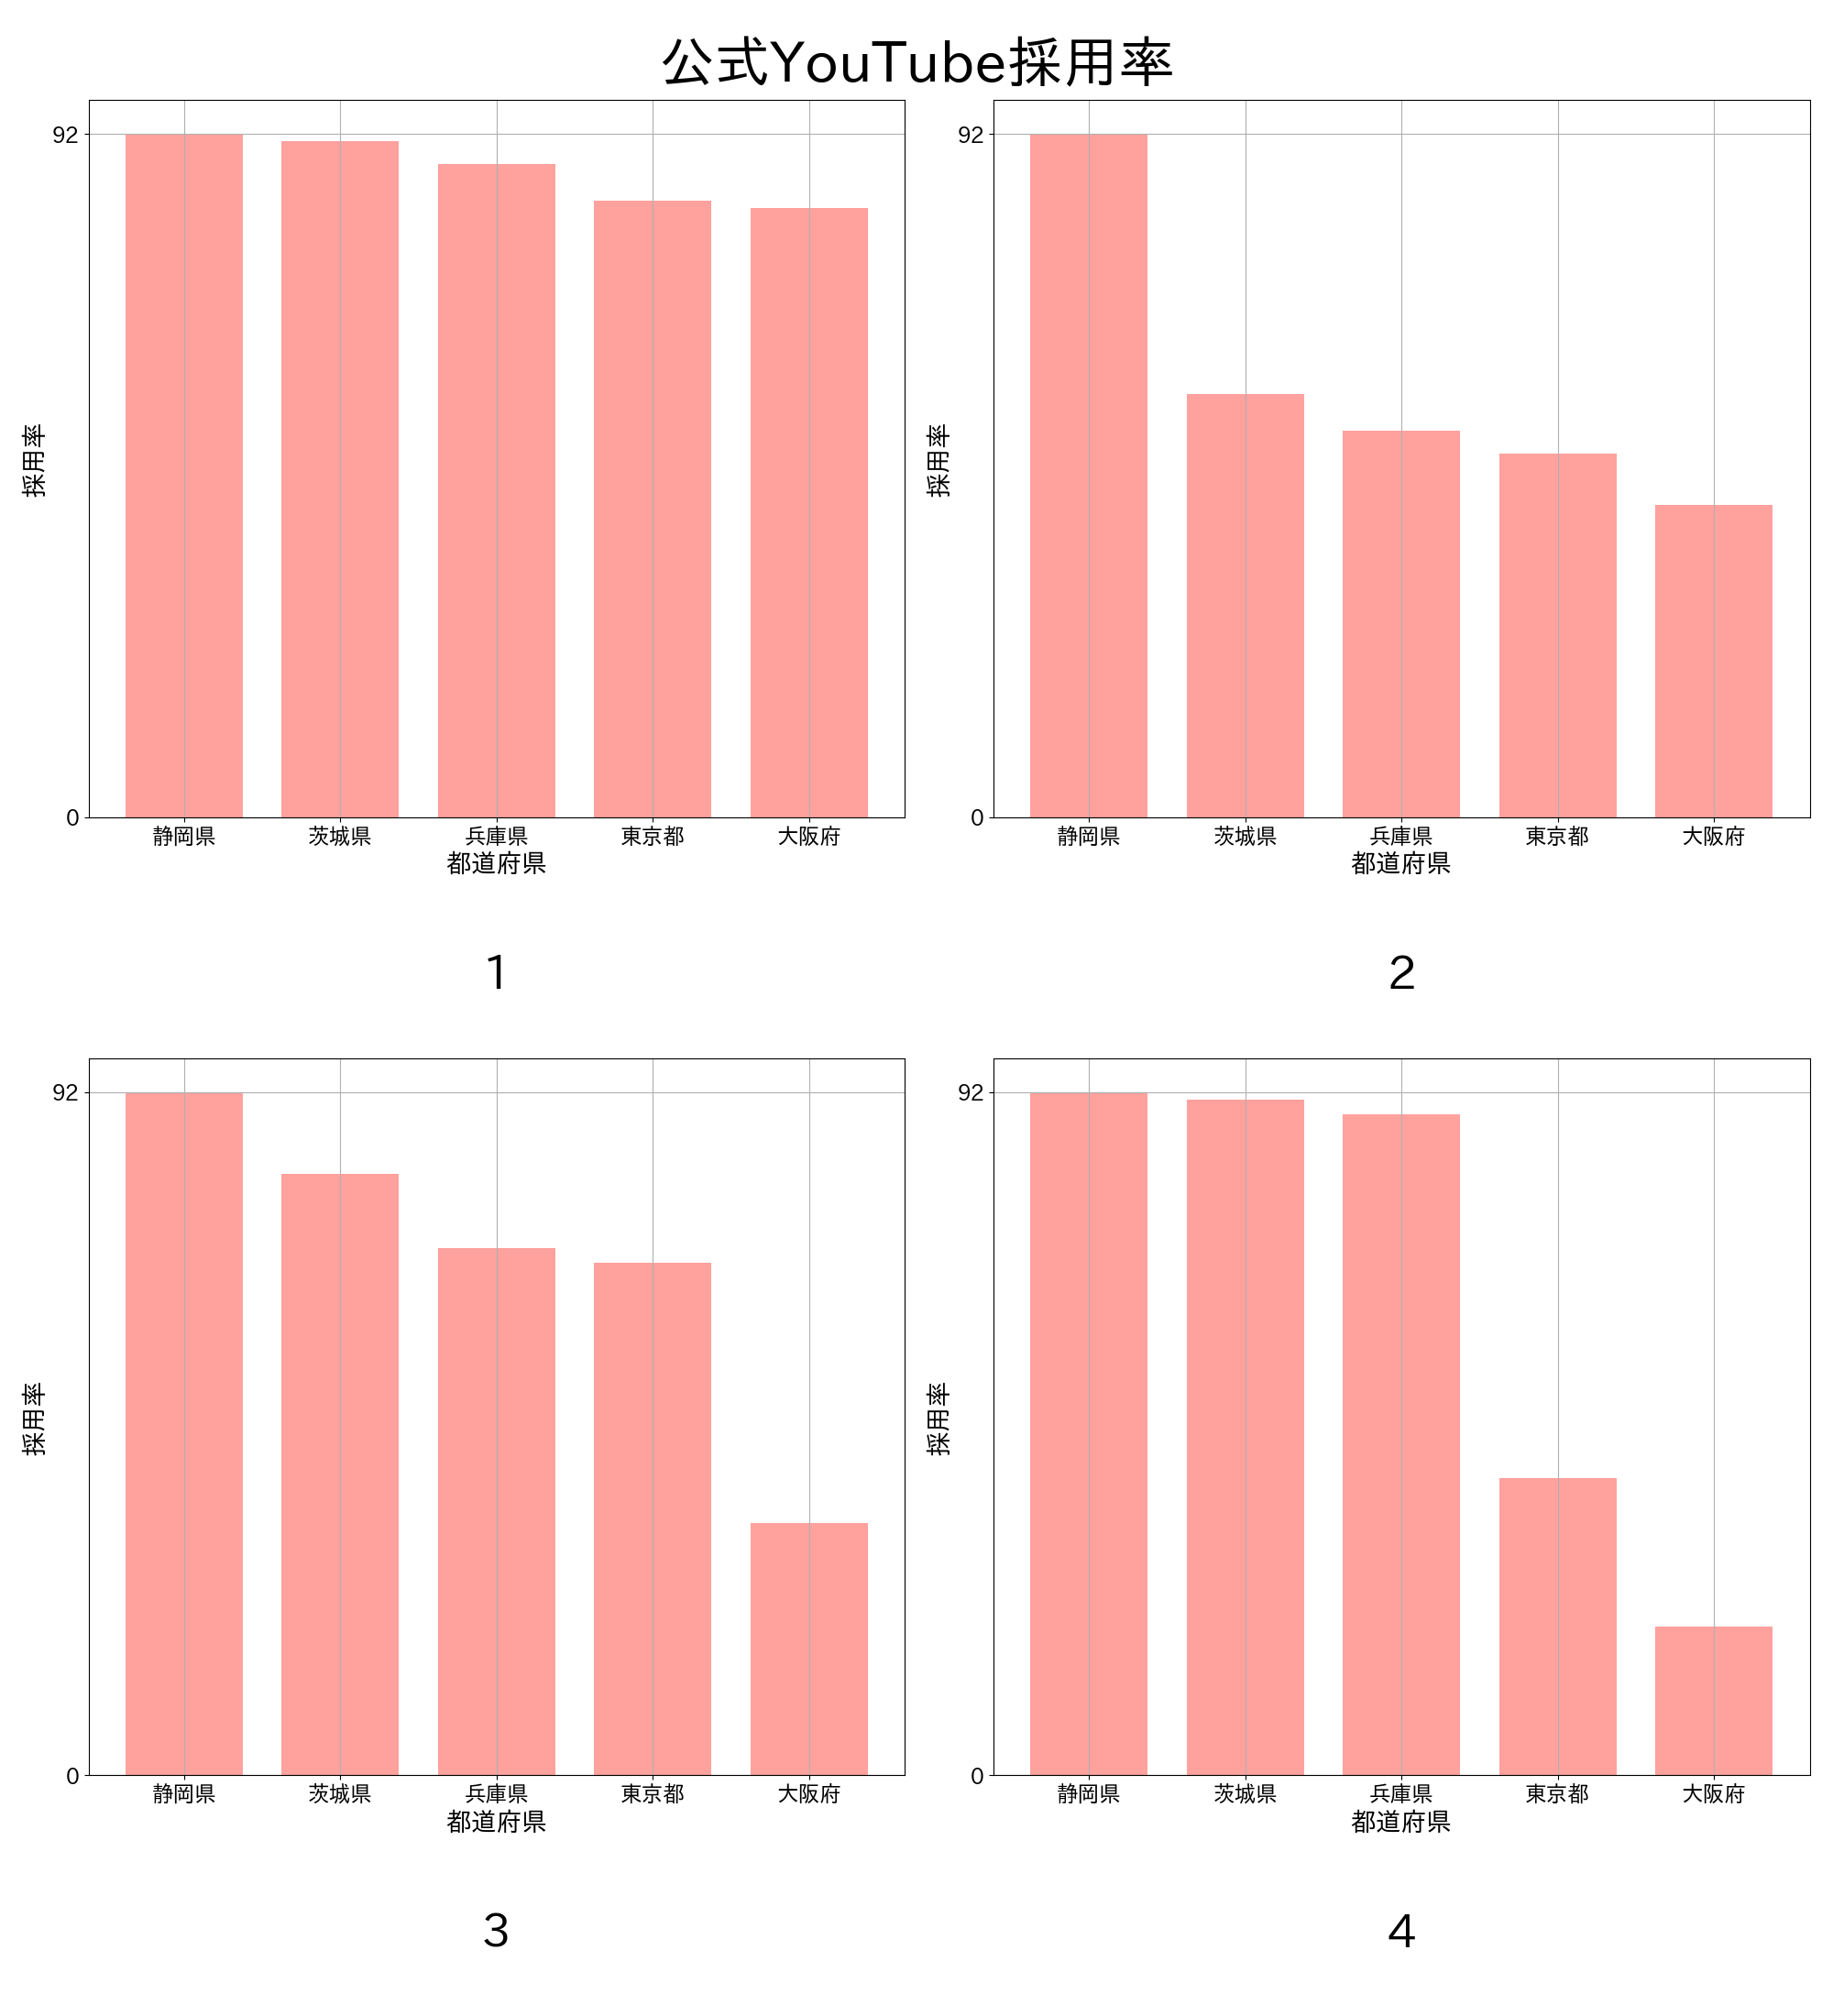 公式YouTube採用率
92
0
採用率
静岡県 茨城県 兵庫県 東京都 大阪府
都道府県
1
92
0
採用率
静岡県 茨城県 兵庫県 東京都 大阪府
都道府県
2
92
0
採用率
静岡県 茨城県 兵庫県 東京都 大阪府
都道府県
3
92
0
採用率
静岡県 茨城県 兵庫県 東京都 大阪府
都道府県
4